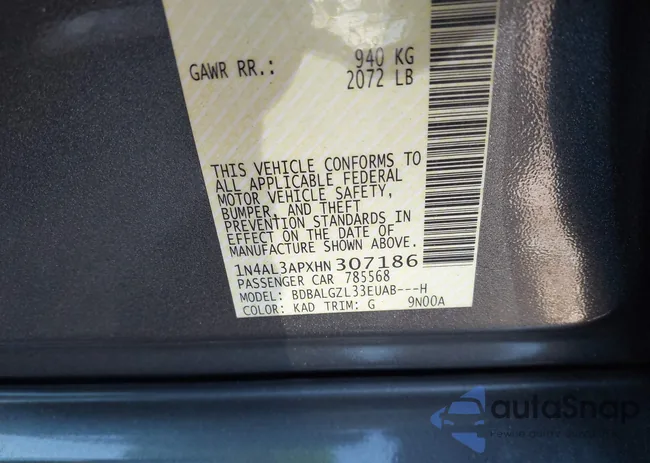 GAWR RR.: 940 KG
2072 LB
THIS VEHICLE CONFORMS TO
ALL APPLICABLE FEDERAL
MOTOR VEHICLE SAFETY,
BUMPER, AND THEFT
PREVENTION STANDARDS IN
EFFECT ON THE DATE OF
MANUFACTURE SHOWN ABOVE.
1N4AL3APXHN307186
PASSENGER CAR 785568
MODEL: BDBALGZL33EUAB---H
COLOR: KAD TRIM: G 9N00A
autoSnap